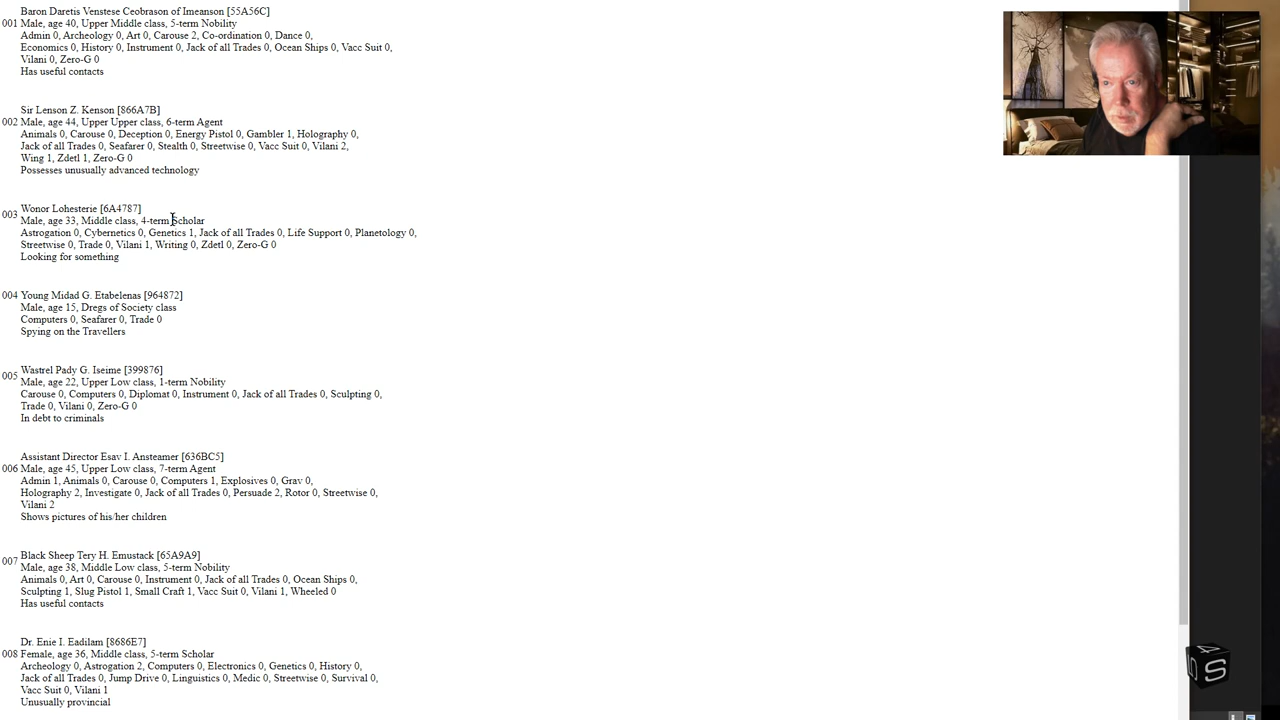 Baron Daretis Venstese Ceobrason of Imeanson [55A56C]
001 Male, age 40, Upper Middle class, 5-term Nobility
Admin 0, Archeology 0, Art 0, Carouse 2, Co-ordination 0, Dance 0,
Economics 0, History 0, Instrument 0, Jack of all Trades 0, Ocean Ships 0, Vacc Suit 0,
Vilani 0, Zero-G 0
Has useful contacts
Sir Lenson Z. Kenson [866A7B]
002 Male, age 44, Upper Upper class, 6-term Agent
Animals 0, Carouse 0, Deception 0, Energy Pistol 0, Gambler 1, Holography 0,
Jack of all Trades 0, Seafarer 0, Stealth 0, Streetwise 0, Vacc Suit 0, Vilani 2,
Wing 1, Zdetl 1, Zero-G 0
Possesses unusually advanced technology
Wonor Lohesterie [6A4787]
003 Male, age 33, Middle class, 4-term Scholar
Astrogation 0, Cybernetics 0, Genetics 1, Jack of all Trades 0, Life Support 0, Planetology 0,
Streetwise 0, Trade 0, Vilani 1, Writing 0, Zdetl 0, Zero-G 0
Looking for something
004 Young Midad G. Etabelenas [964872]
Male, age 15, Dregs of Society class
Computers 0, Seafarer 0, Trade 0
Spying on the Travellers
Wastrel Pady G. Iseime [399876]
005 Male, age 22, Upper Low class, 1-term Nobility
Carouse 0, Computers 0, Diplomat 0, Instrument 0, Jack of all Trades 0, Sculpting 0,
Trade 0, Vilani 0, Zero-G 0
In debt to criminals
Assistant Director Esav I. Ansteamer [636BC5]
006 Male, age 45, Upper Low class, 7-term Agent
Admin 1, Animals 0, Carouse 0, Computers 1, Explosives 0, Grav 0,
Holography 2, Investigate 0, Jack of all Trades 0, Persuade 2, Rotor 0, Streetwise 0,
Vilani 2
Shows pictures of his/her children
007 Black Sheep Tery H. Emustack [65A9A9]
Male, age 38, Middle Low class, 5-term Nobility
Animals 0, Art 0, Carouse 0, Instrument 0, Jack of all Trades 0, Ocean Ships 0,
Sculpting 1, Slug Pistol 1, Small Craft 1, Vacc Suit 0, Vilani 1, Wheeled 0
Has useful contacts
Dr. Enie I. Eadilam [8686E7]
008 Female, age 36, Middle class, 5-term Scholar
Archeology 0, Astrogation 2, Computers 0, Electronics 0, Genetics 0, History 0,
Jack of all Trades 0, Jump Drive 0, Linguistics 0, Medic 0, Streetwise 0, Survival 0,
Vacc Suit 0, Vilani 1
Unusually provincial